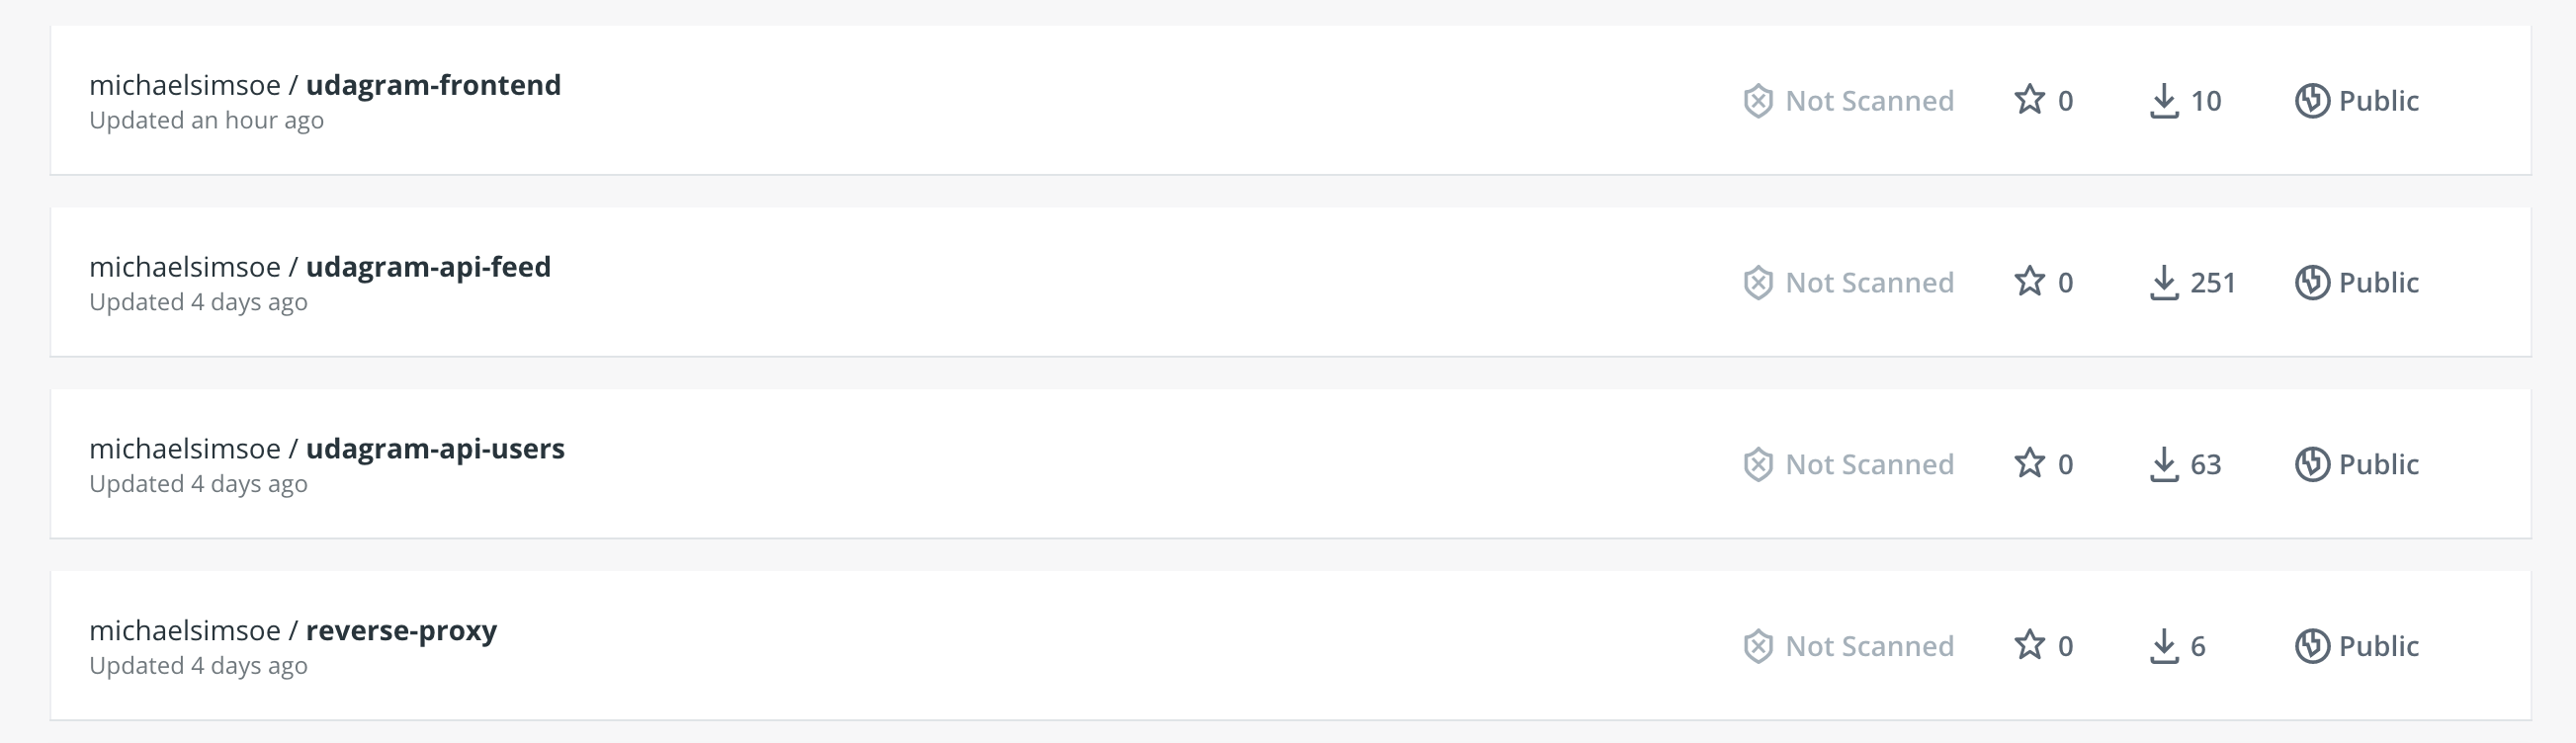 michaelsimsoe / udagram-frontend
Updated an hour ago
Not Scanned 0 10 Public
michaelsimsoe / udagram-api-feed
Updated 4 days ago
Not Scanned 0 251 Public
michaelsimsoe / udagram-api-users
Updated 4 days ago
Not Scanned 0 63 Public
michaelsimsoe / reverse-proxy
Updated 4 days ago
Not Scanned 0 6 Public